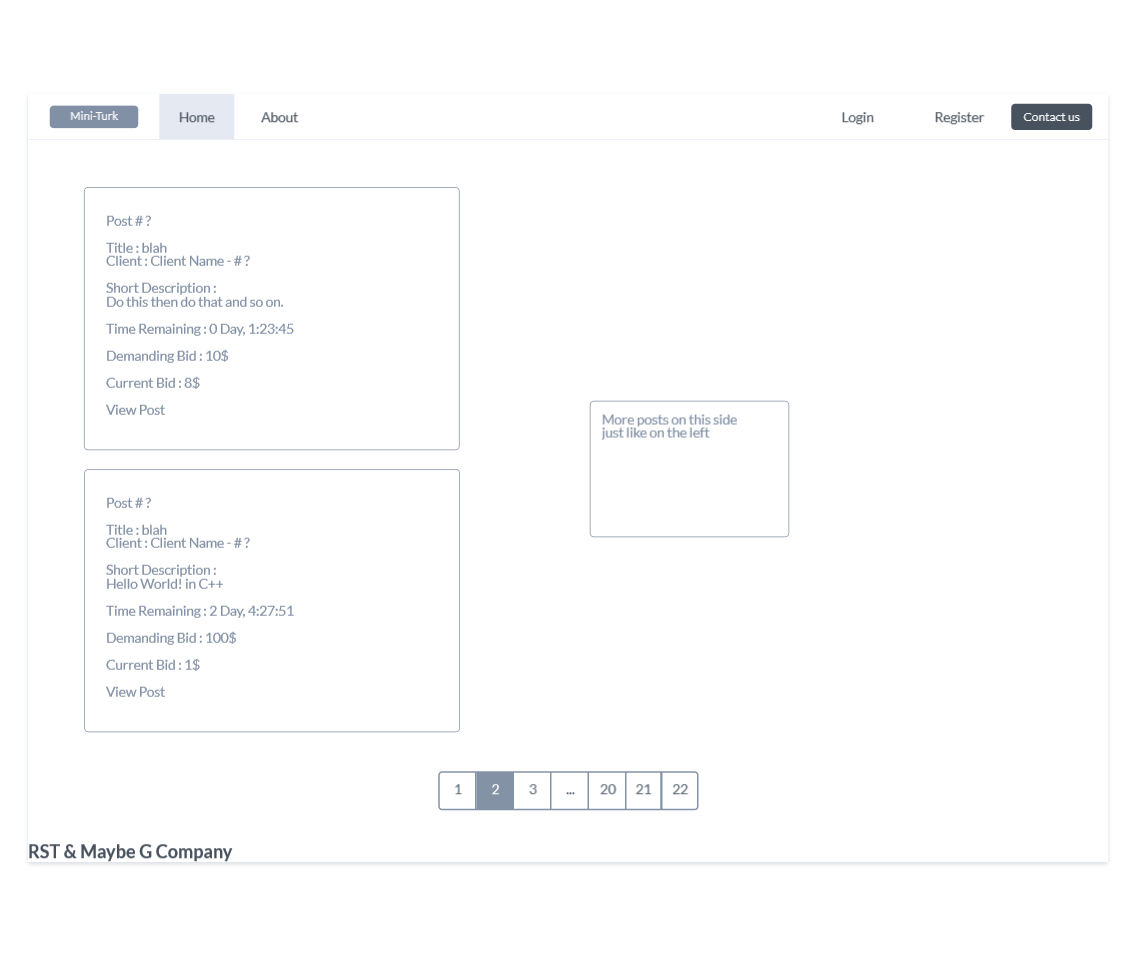 Mini-Turk
Home
About
Login
Register
Contact us
Post # ?
Title : blah
Client : Client Name - # ?
Short Description :
Do this then do that and so on.
Time Remaining : 0 Day, 1:23:45
Demanding Bid : 10$
Current Bid : 8$
View Post
Post # ?
Title : blah
Client : Client Name - # ?
Short Description :
Hello World! in C++
Time Remaining : 2 Day, 4:27:51
Demanding Bid : 100$
Current Bid : 1$
View Post
More posts on this side
just like on the left
1
2
3
...
20
21
22
RST & Maybe G Company